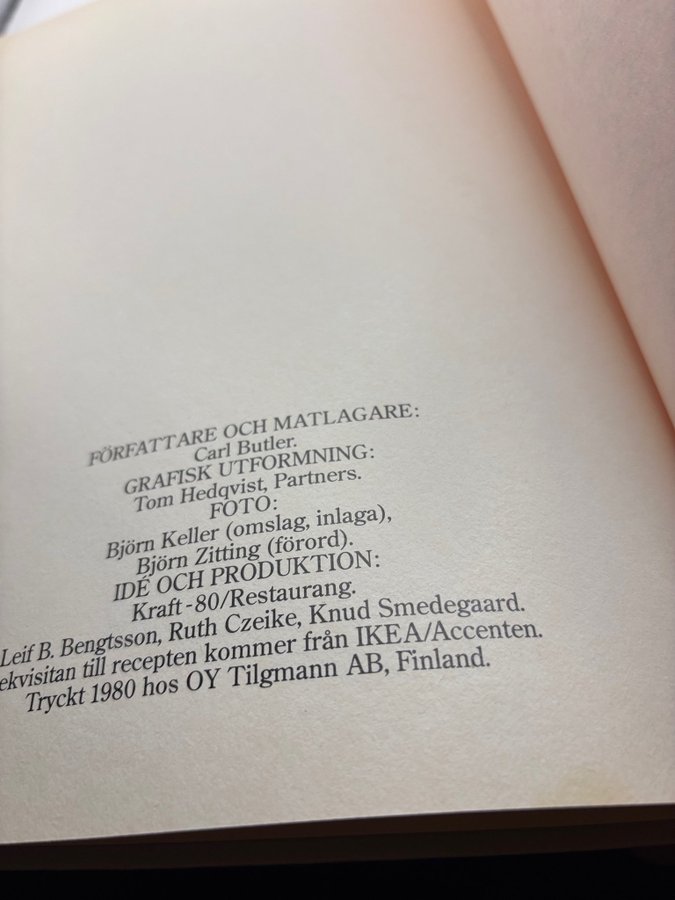 FÖRFATTARE OCH MATLAGARE:
Carl Butler.
GRAFISK UTFORMNING:
Tom Hedqvist, Partners.
FOTO:
Björn Keller (omslag, inlaga),
Björn Zitting (förord).
IDÉ OCH PRODUKTION:
Kraft-80/Restaurang.
Leif B. Bengtsson, Ruth Czeike, Knud Smedegaard.
ekvisitan till recepten kommer från IKEA/Accenten.
Tryckt 1980 hos OY Tilgmann AB, Finland.